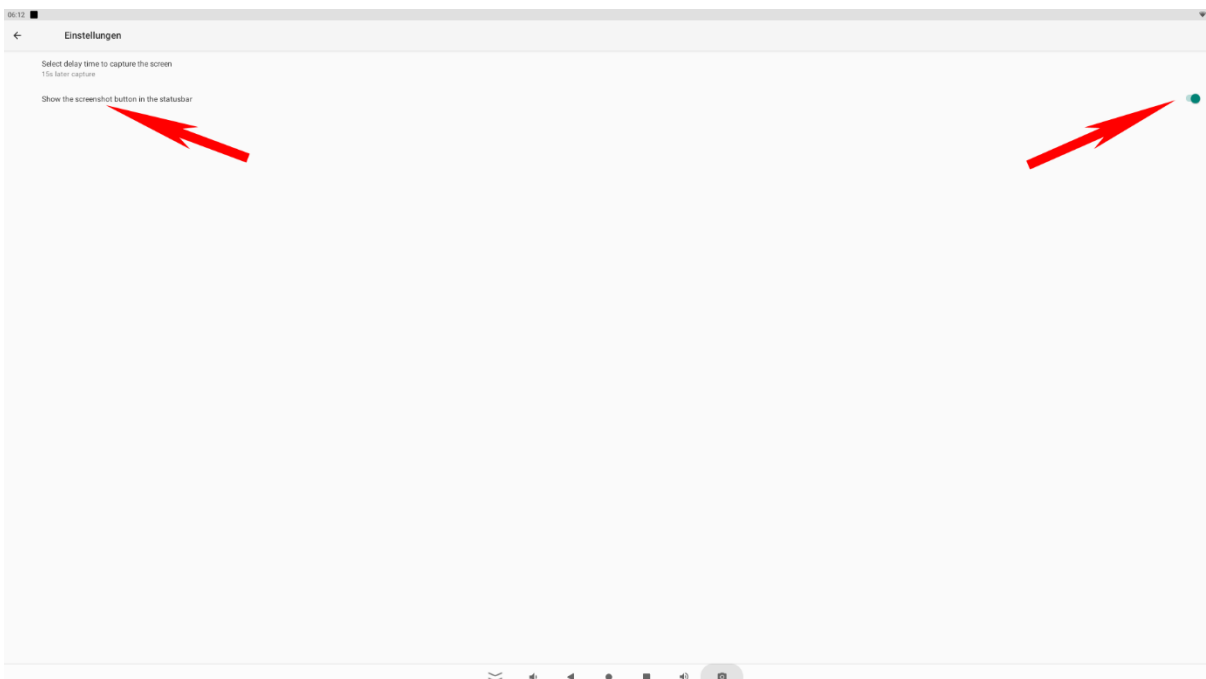 06:12
Einstellungen
Select delay time to capture the screen
15s later capture
Show the screenshot button in the statusbar